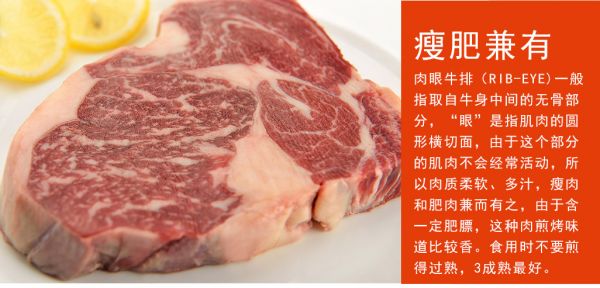 瘦肥兼有
肉眼牛排（RIB-EYE)一般
指取自牛身中间的无骨部
分，“眼”是指肌肉的圆
形横切面，由于这个部分
的肌肉不会经常活动，所
以肉质柔软、多汁，瘦肉
和肥肉兼而有之，由于含
一定肥膘，这种肉煎烤味
道比较香。食用时不要煎
得过熟，3成熟最好。